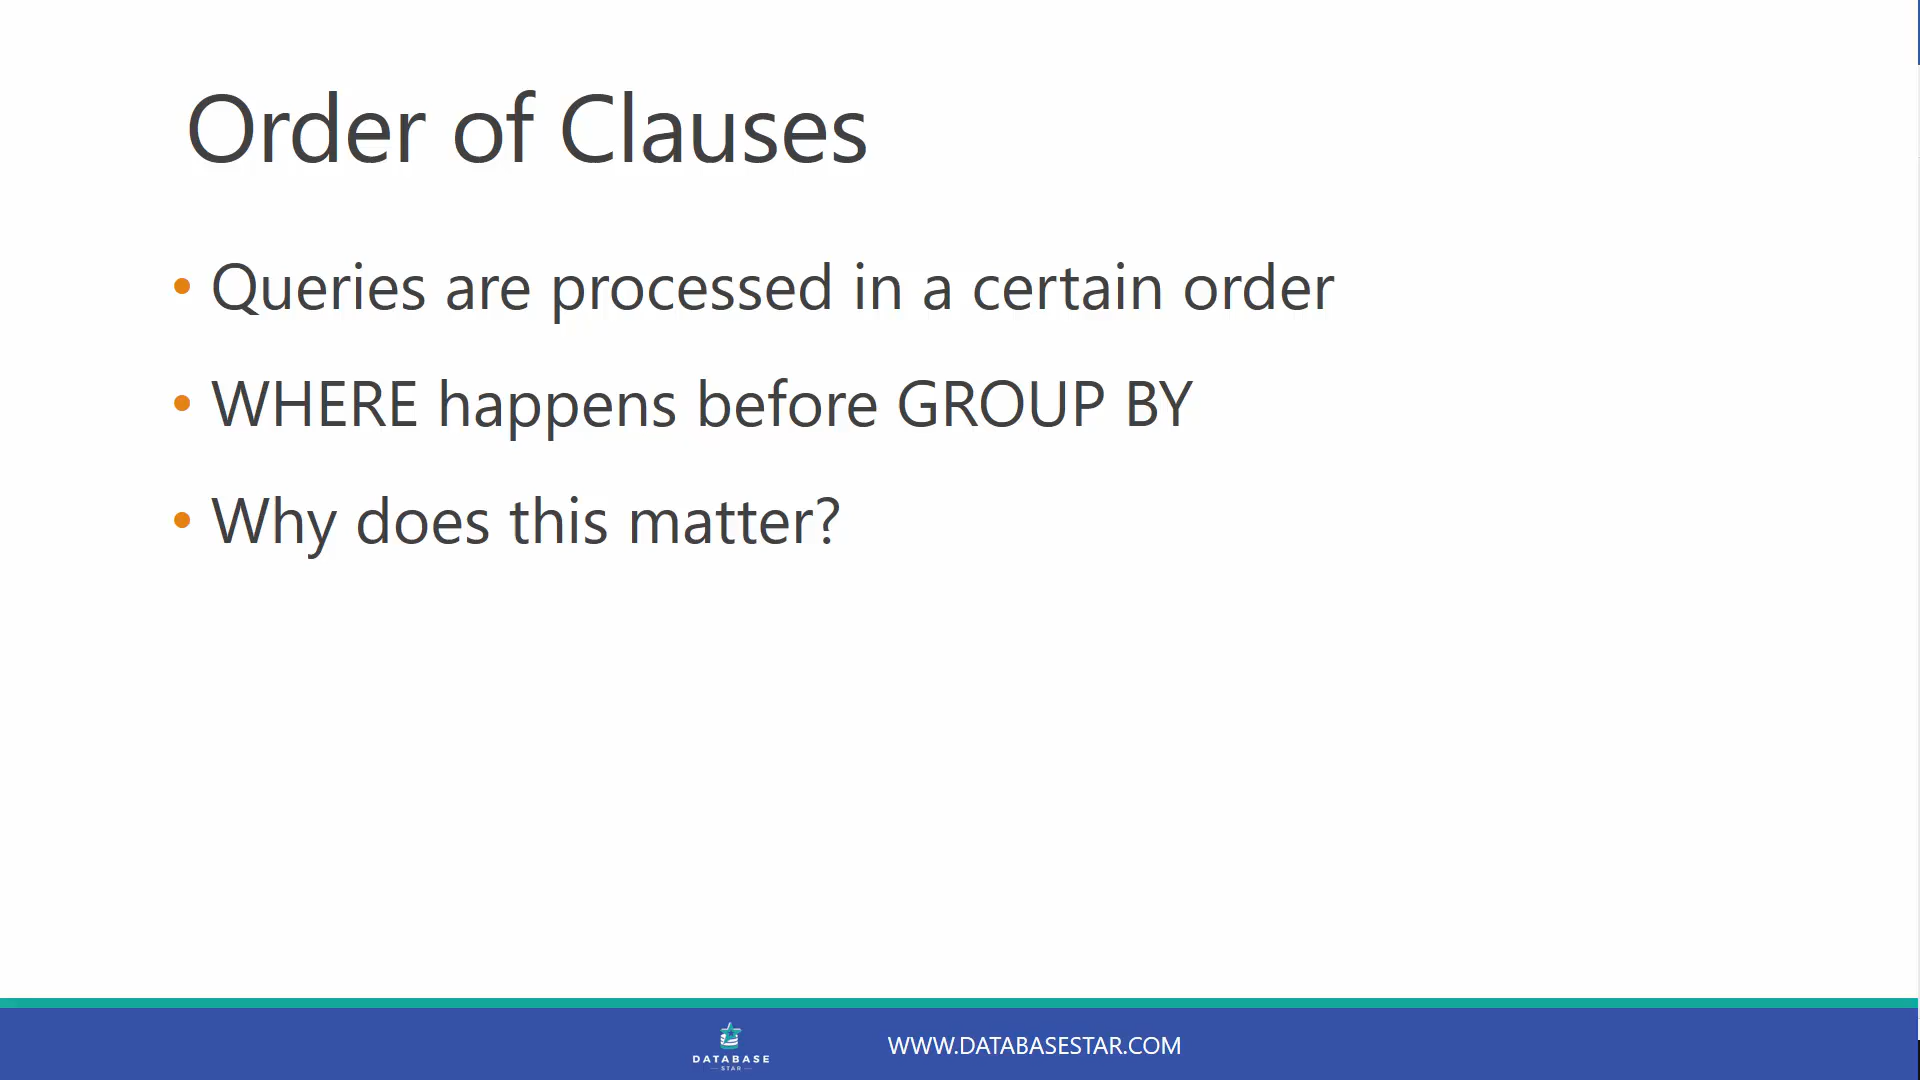 Order of Clauses
• Queries are processed in a certain order
• WHERE happens before GROUP BY
• Why does this matter?
DATABASE
STAR
WWW.DATABASESTAR.COM